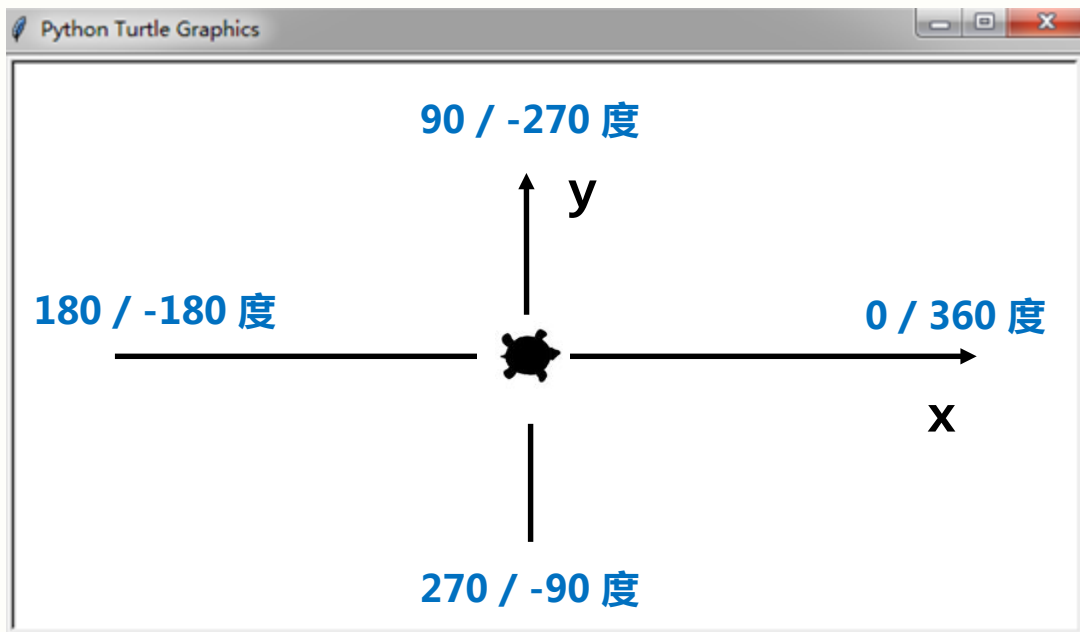 Python Turtle Graphics
90 / -270 度
y
180 / -180 度
0 / 360 度
x
270 / -90 度